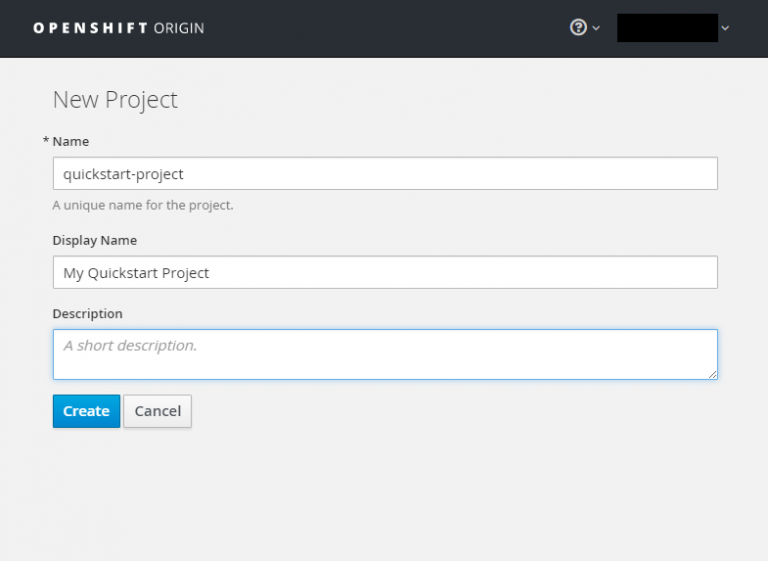 OPENSHIFT ORIGIN
New Project
* Name
quickstart-project
A unique name for the project.
Display Name
My Quickstart Project
Description
A short description.
Create Cancel